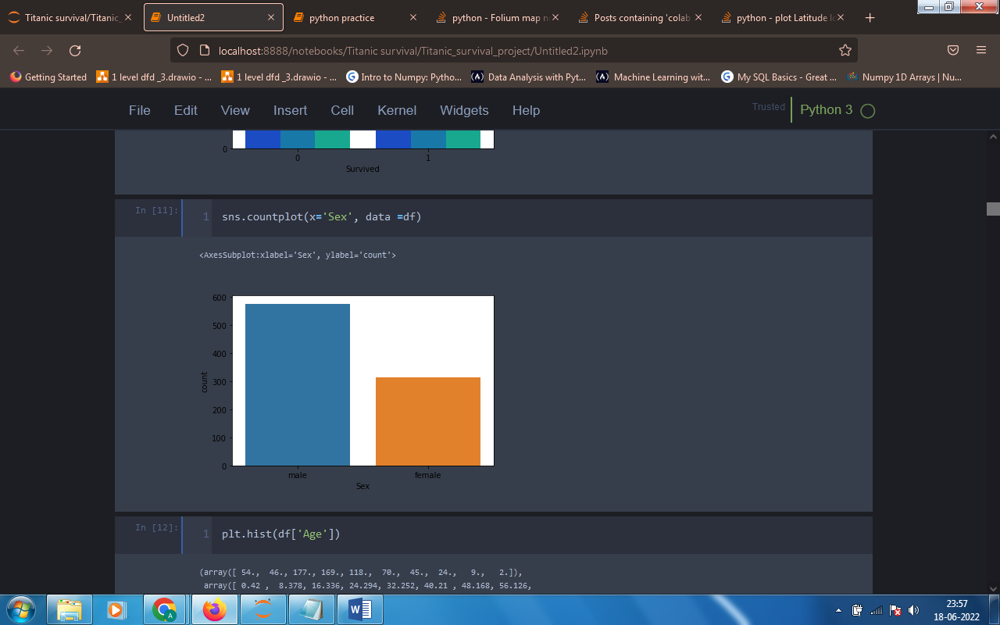 Titanic survival/Titanic_
Untitled2
python practice
python - Folium map n
Posts containing 'colab
python - plot Latitude l
localhost:8888/notebooks/Titanic survival/Titanic_survival_project/Untitled2.ipynb
Getting Started
1 level dfd _3.drawio - ...
1 level dfd _3.drawio - ...
Intro to Numpy: Pytho...
Data Analysis with Pyt...
Machine Learning wit...
My SQL Basics - Great ...
Numpy 1D Arrays | Nu...
File Edit View Insert Cell Kernel Widgets Help
Trusted
Python 3
0
0 1
Survived
In [11]:
1 sns.countplot(x='Sex', data =df)
<AxesSubplot:xlabel='Sex', ylabel='count'>
600
500
400
300
200
100
0
count
male female
Sex
In [12]:
1 plt.hist(df['Age'])
(array([ 54.,  46., 177., 169., 118.,  70.,  45.,  24.,   9.,   2.]),
 array([ 0.42 ,  8.378, 16.336, 24.294, 32.252, 40.21 , 48.168, 56.126,
23:57
18-06-2022